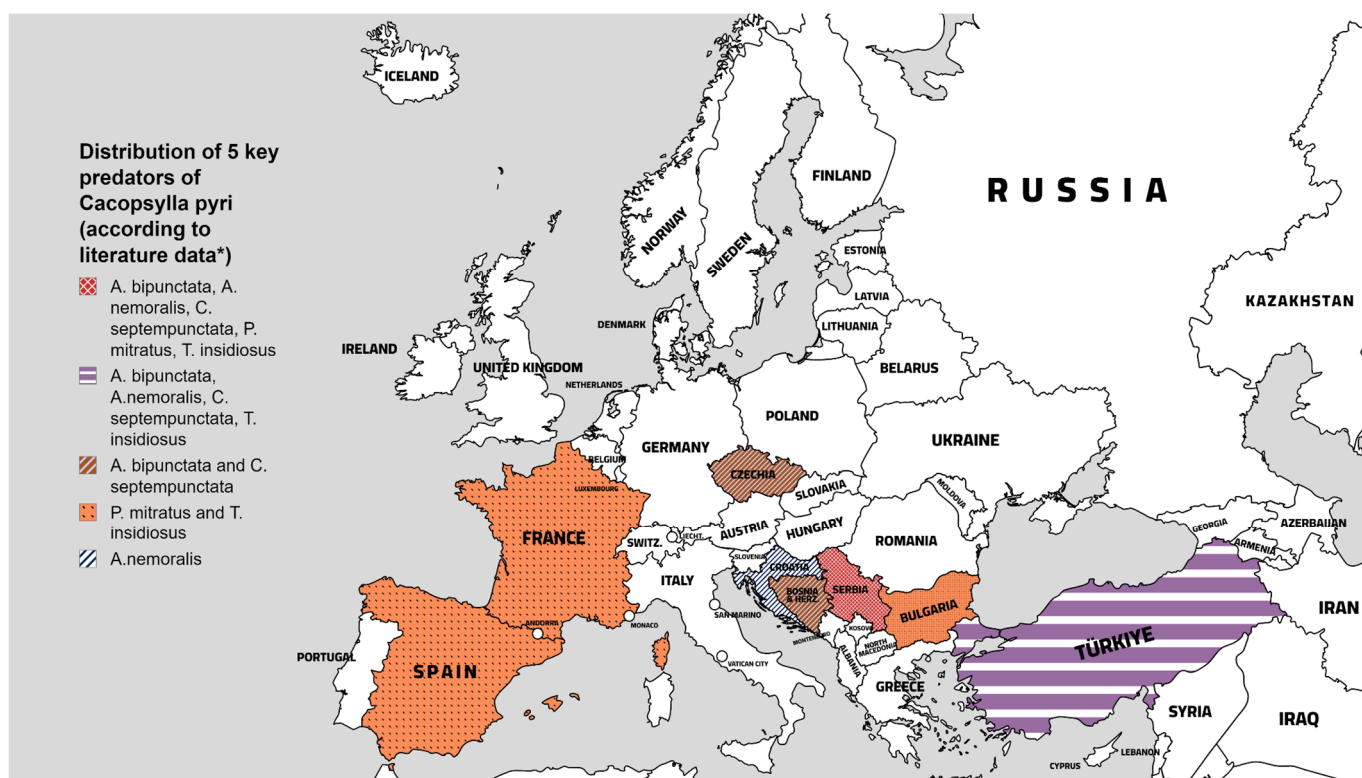 ICELAND
Distribution of 5 key
predators of
Cacopsylla pyri
(according to
literature data*)
A. bipunctata, A.
nemoralis, C.
septempunctata, P.
mitratus, T. insidiosus
A. bipunctata,
A.nemoralis, C.
septempunctata, T.
insidiosus
A. bipunctata and C.
septempunctata
P. mitratus and T.
insidiosus
A.nemoralis
FINLAND
RUSSIA
NORWAY
SWEDEN
ESTONIA
LATVIA
KAZAKHSTAN
DENMARK
LITHUANIA
IRELAND
UNITED KINGDOM
BELARUS
NETHERLANDS
POLAND
GERMANY
UKRAINE
BELGIUM
CZECHIA
LUXEMBOURG
SLOVAKIA
MOLDOVA
FRANCE
AUSTRIA
HUNGARY
ROMANIA
SWITZ.
LIECHT.
GEORGIA
AZERBAIJAN
ARMENIA
SLOVENIA
CROATIA
ITALY
BOSNIA
& HERZ.
SERBIA
BULGARIA
IRAN
SAN MARINO
ANDORRA
MONACO
KOSOVO
MONTENEGRO
NORTH
MACEDONIA
ALBANIA
TÜRKIYE
PORTUGAL
SPAIN
VATICAN CITY
GREECE
SYRIA
IRAQ
LEBANON
CYPRUS